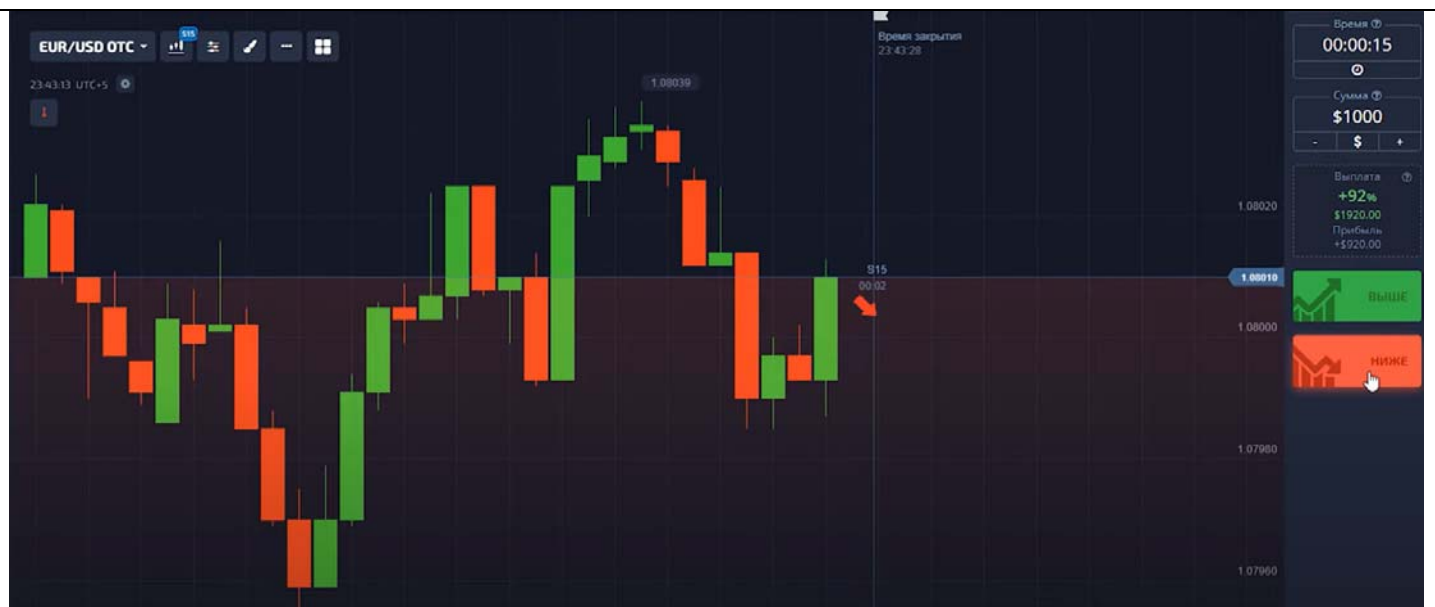 EUR/USD OTC
S15
23:43:13 UTC+5
1.08039
Время закрытия
23:43:28
S15
00:02
1.08020
1.08010
1.08000
1.07980
1.07960
Время
00:00:15
Сумма
$1000
- $ +
Выплата
+92%
$1920.00
Прибыль
+$920.00
ВЫШЕ
НИЖЕ